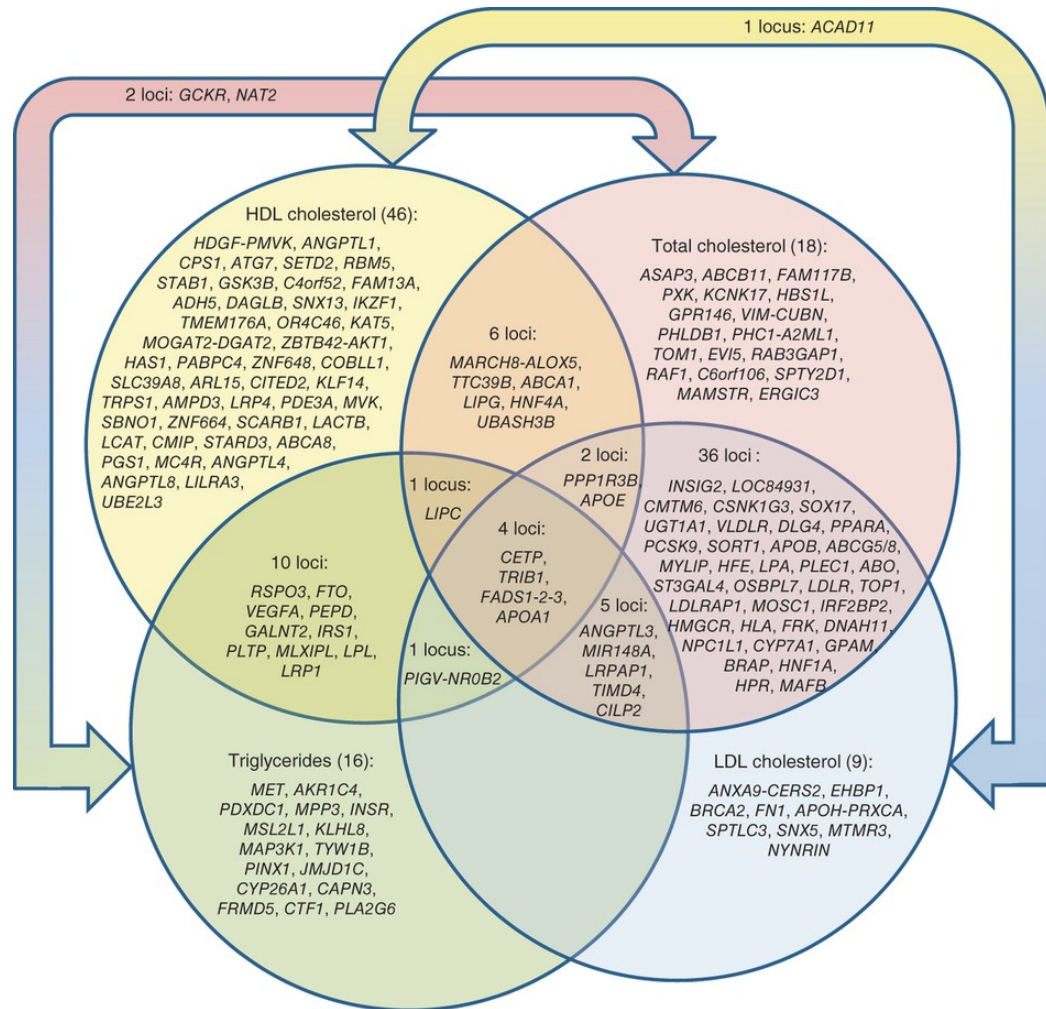 1 locus: ACAD11
2 loci: GCKR, NAT2
HDL cholesterol (46):
HDGF-PMVK, ANGPTL1,
CPS1, ATG7, SETD2, RBM5,
STAB1, GSK3B, C4orf52, FAM13A,
ADH5, DAGLB, SNX13, IKZF1,
TMEM176A, OR4C46, KAT5,
MOGAT2-DGAT2, ZBTB42-AKT1,
HAS1, PABPC4, ZNF648, COBLL1,
SLC39A8, ARL15, CITED2, KLF14,
TRPS1, AMPD3, LRP4, PDE3A, MVK,
SBNO1, ZNF664, SCARB1, LACTB,
LCAT, CMIP, STARD3, ABCA8,
PGS1, MC4R, ANGPTL4,
ANGPTL8, LILRA3,
UBE2L3
Total cholesterol (18):
ASAP3, ABCB11, FAM117B,
PXK, KCNK17, HBS1L,
GPR146, VIM-CUBN,
PHLDB1, PHC1-A2ML1,
TOM1, EVI5, RAB3GAP1,
RAF1, C6orf106, SPTY2D1,
MAMSTR, ERGIC3
6 loci:
MARCH8-ALOX5,
TTC39B, ABCA1,
LIPG, HNF4A,
UBASH3B
2 loci:
PPP1R3B,
APOE
36 loci :
INSIG2, LOC84931,
CMTM6, CSNK1G3, SOX17,
UGT1A1, VLDLR, DLG4, PPARA,
PCSK9, SORT1, APOB, ABCG5/8,
MYLIP, HFE, LPA, PLEC1, ABO,
ST3GAL4, OSBPL7, LDLR, TOP1,
LDLRAP1, MOSC1, IRF2BP2,
HMGCR, HLA, FRK, DNAH11,
NPC1L1, CYP7A1, GPAM,
BRAP, HNF1A,
HPR, MAFB
1 locus:
LIPC
4 loci:
CETP,
TRIB1,
FADS1-2-3,
APOA1
10 loci:
RSPO3, FTO,
VEGFA, PEPD,
GALNT2, IRS1,
PLTP, MLXIPL, LPL,
LRP1
5 loci:
ANGPTL3,
MIR148A,
LRPAP1,
TIMD4,
CILP2
1 locus:
PIGV-NR0B2
Triglycerides (16):
MET, AKR1C4,
PDXDC1, MPP3, INSR,
MSL2L1, KLHL8,
MAP3K1, TYW1B,
PINX1, JMJD1C,
CYP26A1, CAPN3,
FRMD5, CTF1, PLA2G6
LDL cholesterol (9):
ANXA9-CERS2, EHBP1,
BRCA2, FN1, APOH-PRXCA,
SPTLC3, SNX5, MTMR3,
NYNRIN